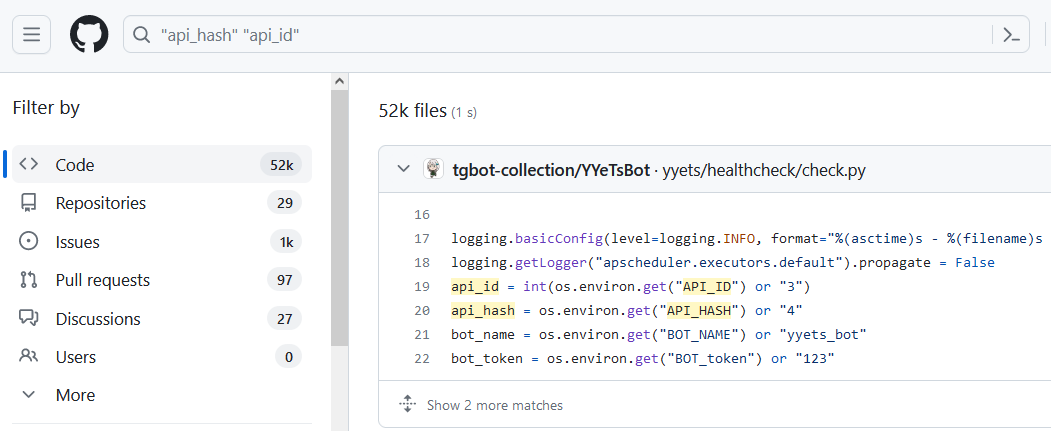 "api_hash" "api_id"
Filter by
Code 52k
Repositories 29
Issues 1k
Pull requests 97
Discussions 27
Users 0
More
52k files (1 s)
tgbot-collection/YYeTsBot · yyets/healthcheck/check.py
16
17 logging.basicConfig(level=logging.INFO, format="%(asctime)s - %(filename)s
18 logging.getLogger("apscheduler.executors.default").propagate = False
19 api_id = int(os.environ.get("API_ID") or "3")
20 api_hash = os.environ.get("API_HASH") or "4"
21 bot_name = os.environ.get("BOT_NAME") or "yyets_bot"
22 bot_token = os.environ.get("BOT_token") or "123"
Show 2 more matches